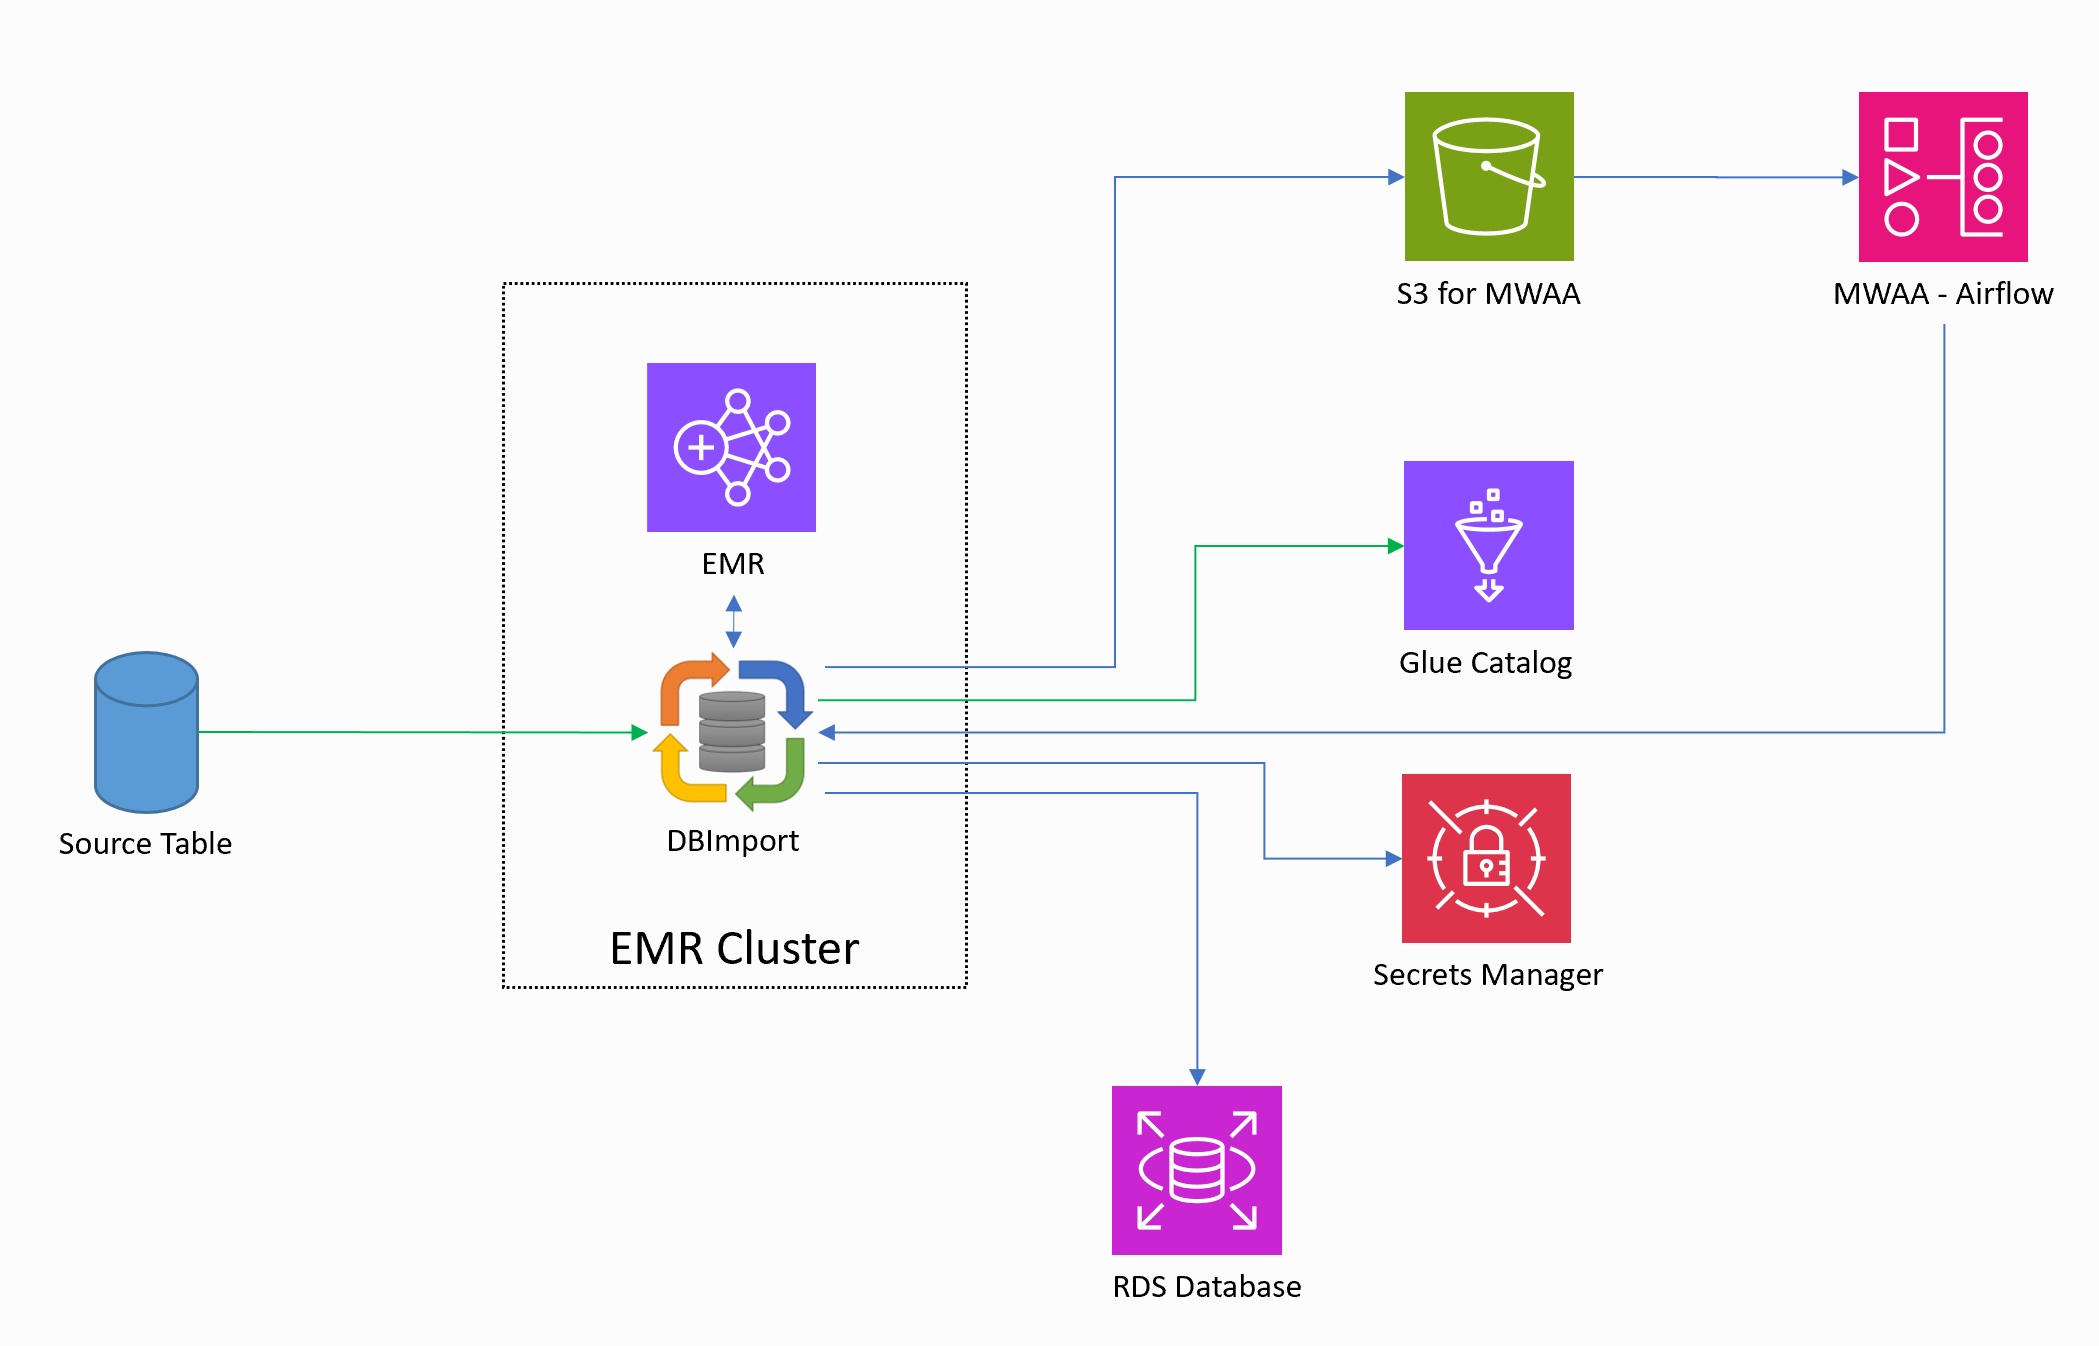 S3 for MWAA
MWAA - Airflow
EMR
Glue Catalog
Source Table
DBImport
EMR Cluster
Secrets Manager
RDS Database